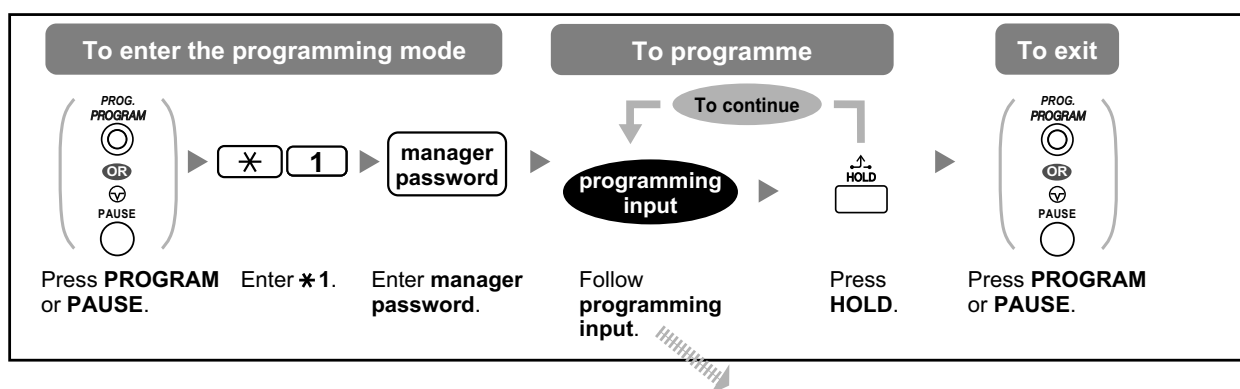 To enter the programming mode
To programme
To exit
PROG.
PROGRAM
OR
PAUSE
* 1
manager
password
To continue
programming
input
HOLD
PROG.
PROGRAM
OR
PAUSE
Press PROGRAM
or PAUSE.
Enter * 1.
Enter manager
password.
Follow
programming
input.
Press
HOLD.
Press PROGRAM
or PAUSE.